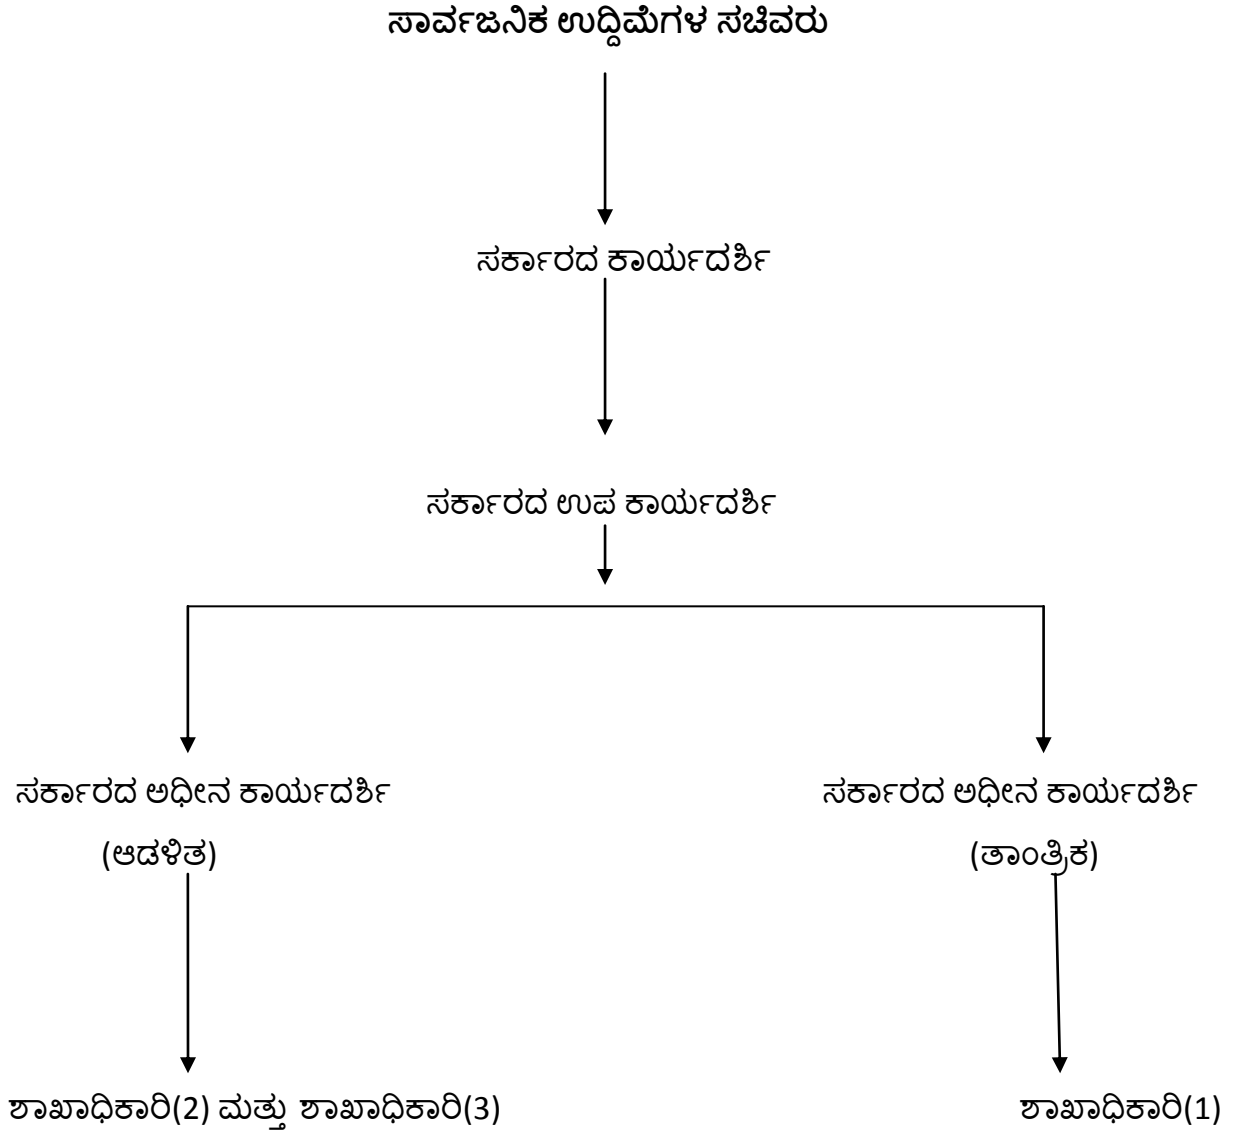 ಸಾರ್ವಜನಿಕ ಉದ್ದಿಮೆಗಳ ಸಚಿವರು
ಸರ್ಕಾರದ ಕಾರ್ಯದರ್ಶಿ
ಸರ್ಕಾರದ ಉಪ ಕಾರ್ಯದರ್ಶಿ
ಸರ್ಕಾರದ ಅಧೀನ ಕಾರ್ಯದರ್ಶಿ
(ಆಡಳಿತ)
ಸರ್ಕಾರದ ಅಧೀನ ಕಾರ್ಯದರ್ಶಿ
(ತಾಂತ್ರಿಕ)
ಶಾಖಾಧಿಕಾರಿ(2) ಮತ್ತು ಶಾಖಾಧಿಕಾರಿ(3)
ಶಾಖಾಧಿಕಾರಿ(1)